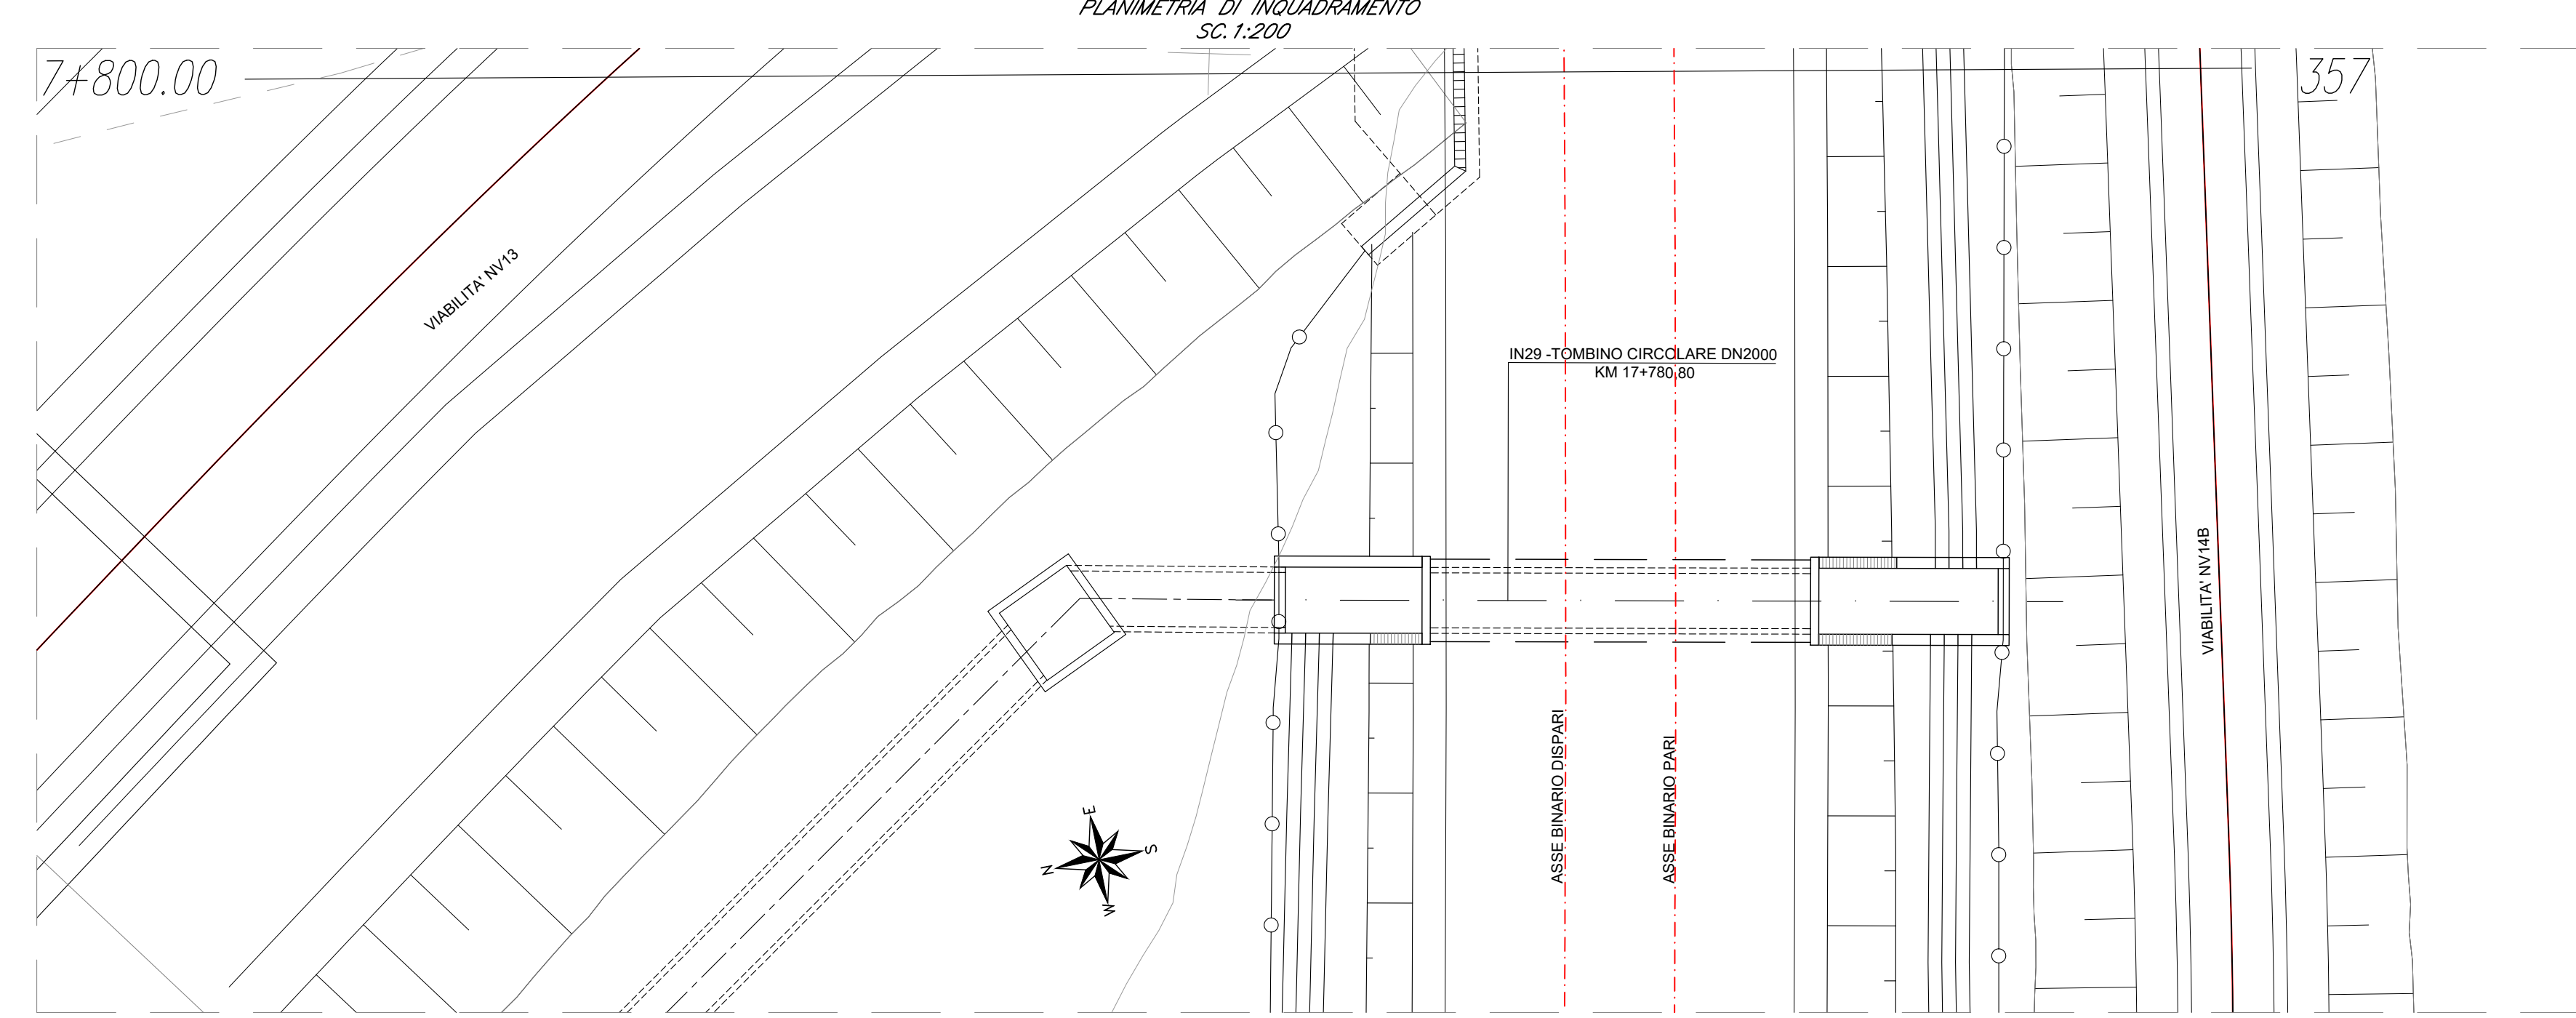 PLANIMETRIA DI INQUADRAMENTO
SC.1:200
7+800.00
357
VIABILITA' NV13
IN29 -TOMBINO CIRCOLARE DN2000
KM 17+780.80
VIABILITA' NV14B
ASSE BINARIO DISPARI
ASSE BINARIO PARI
E
S
N
W